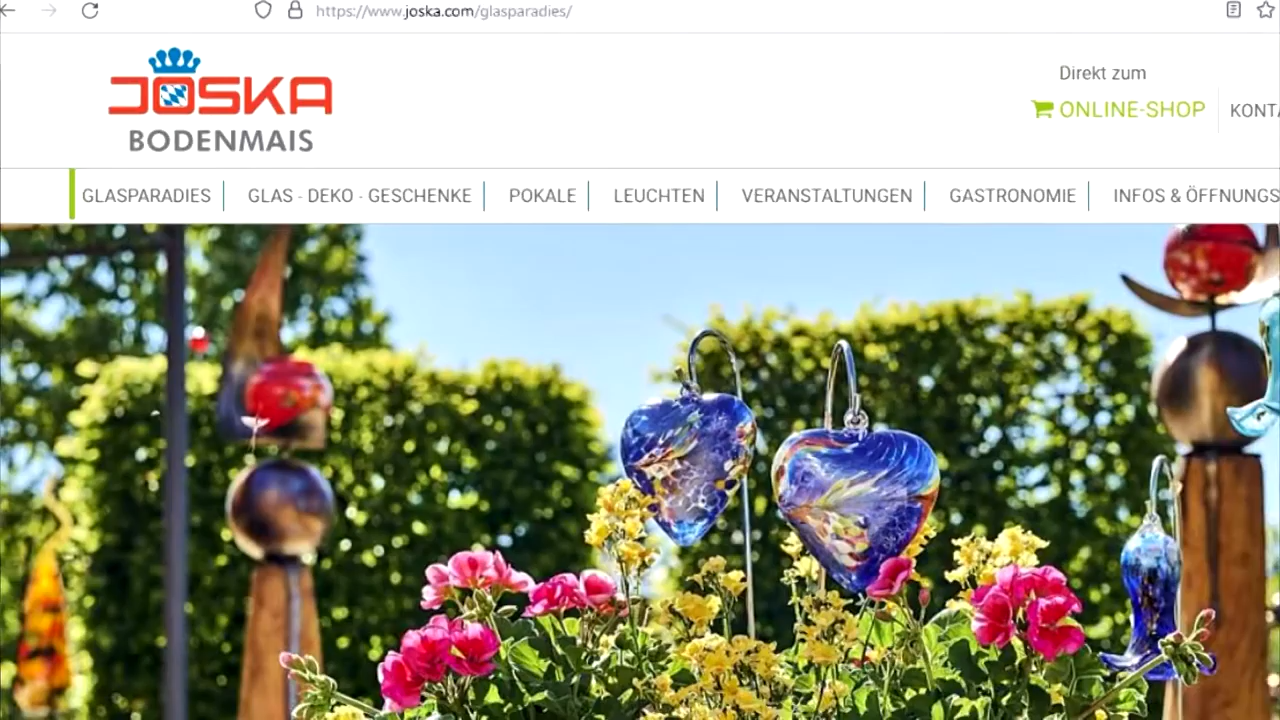 https://www.joska.com/glasparadies/
JOSKA
BODENMAIS
Direkt zum
ONLINE-SHOP
KONTA
GLASPARADIES
GLAS - DEKO - GESCHENKE
POKALE
LEUCHTEN
VERANSTALTUNGEN
GASTRONOMIE
INFOS & ÖFFNUNGS